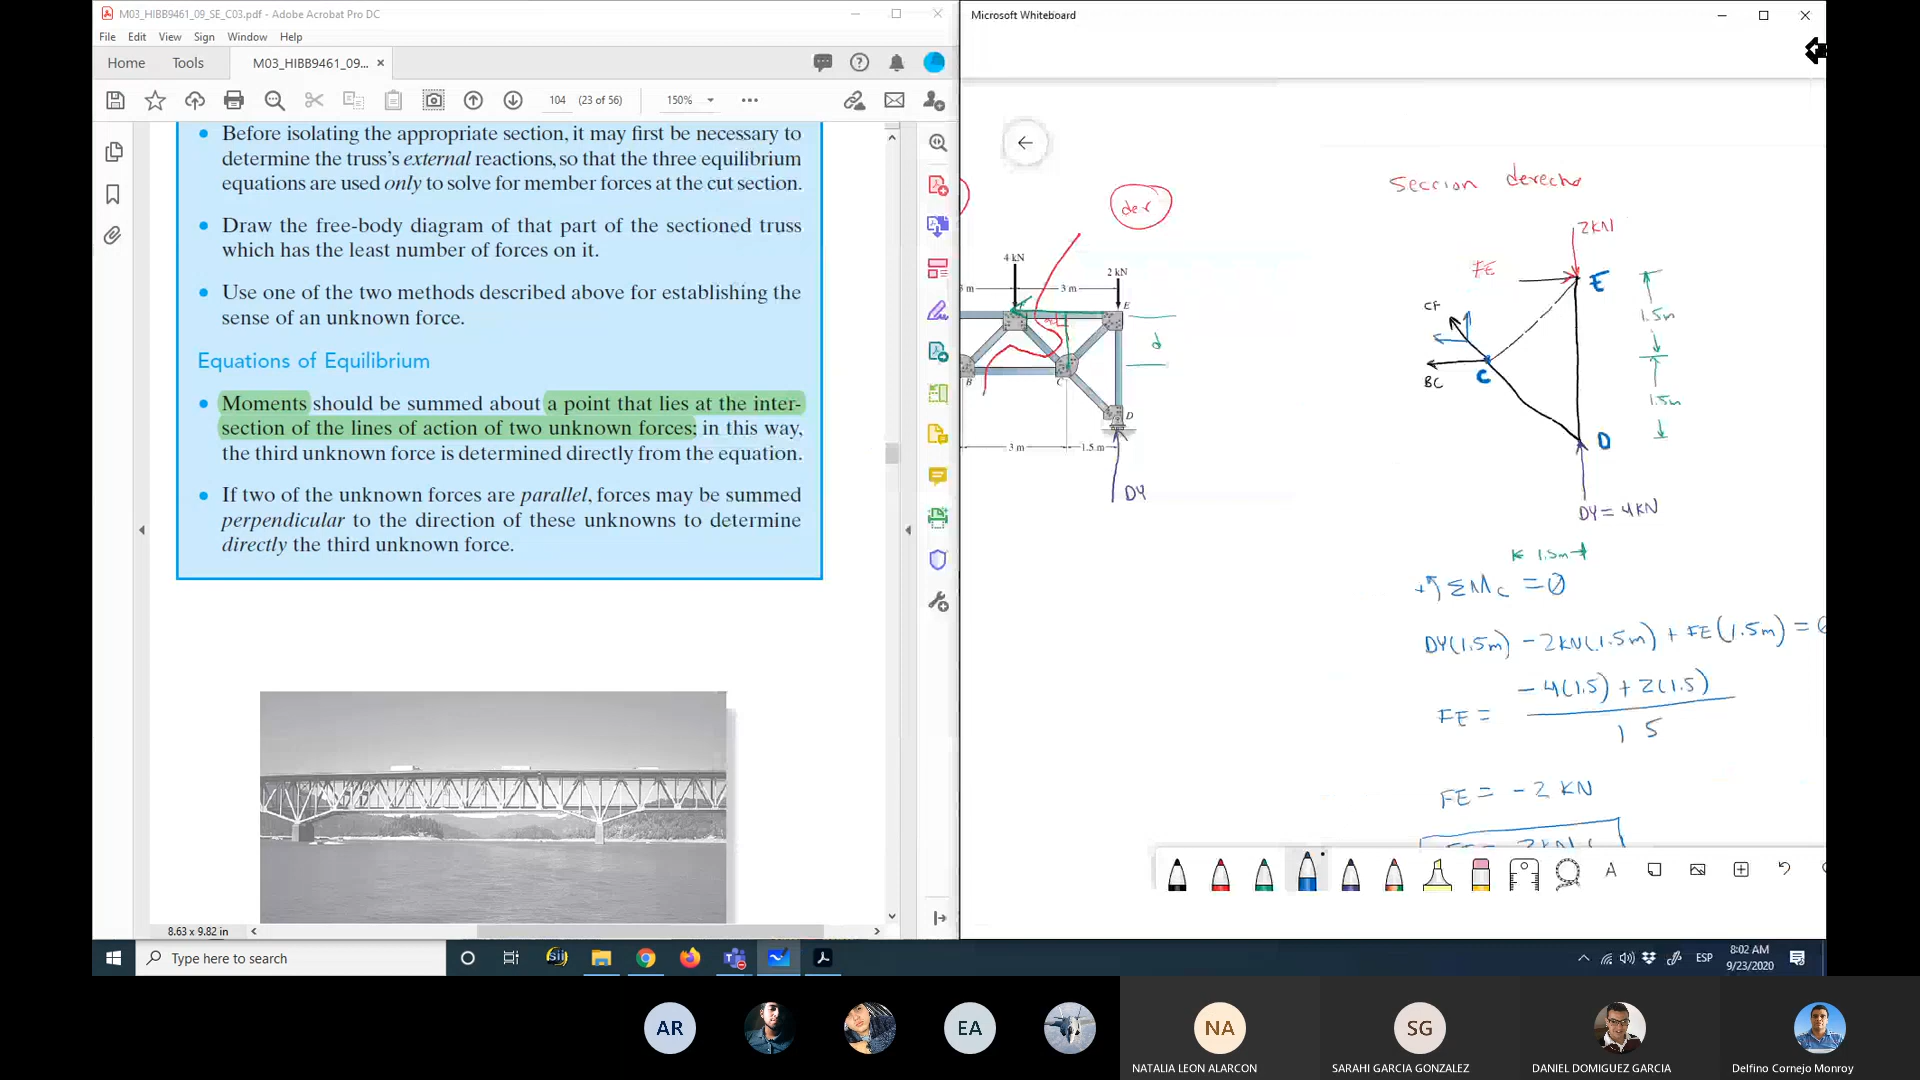 M03_HIBB9461_09_SE_C03.pdf - Adobe Acrobat Pro DC
File Edit View Sign Window Help
Home Tools M03_HIBB9461_09... ×
104 (23 of 56) 150%
Before isolating the appropriate section, it may first be necessary to
determine the truss's external reactions, so that the three equilibrium
equations are used only to solve for member forces at the cut section.
Draw the free-body diagram of that part of the sectioned truss
which has the least number of forces on it.
Use one of the two methods described above for establishing the
sense of an unknown force.
Equations of Equilibrium
Moments should be summed about a point that lies at the inter-
section of the lines of action of two unknown forces; in this way,
the third unknown force is determined directly from the equation.
If two of the unknown forces are parallel, forces may be summed
perpendicular to the direction of these unknowns to determine
directly the third unknown force.
8.63 x 9.82 in
Microsoft Whiteboard
der
4 kN
2 kN
m
3 m
E
d
B
C
D
3 m
1.5 m
DY
Seccion derecho
2KN
FE
E
CF
1.5m
BC
C
1.5m
D
DY = 4KN
1.5m
+ ΣMc = 0
DY(1.5m) - 2KN(1.5m) + FE(1.5m) =
- 4(1.5) + 2(1.5)
FE =
1 5
FE = - 2 KN
A
Type here to search
sii
ESP
8:02 AM
9/23/2020
AR
EA
NA
SG
NATALIA LEON ALARCON
SARAHI GARCIA GONZALEZ
DANIEL DOMIGUEZ GARCIA
Delfino Cornejo Monroy